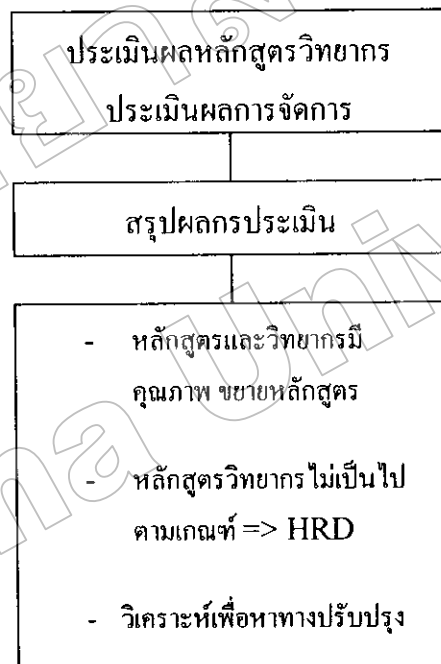 ประเมินผลหลักสูตรวิทยากร
ประเมินผลการจัดการ
สรุปผลกรประเมิน
- หลักสูตรและวิทยากรมี
คุณภาพ ขยายหลักสูตร
- หลักสูตรวิทยากรไม่เป็นไป
ตามเกณฑ์ => HRD
- วิเคราะห์เพื่อหาทางปรับปรุง